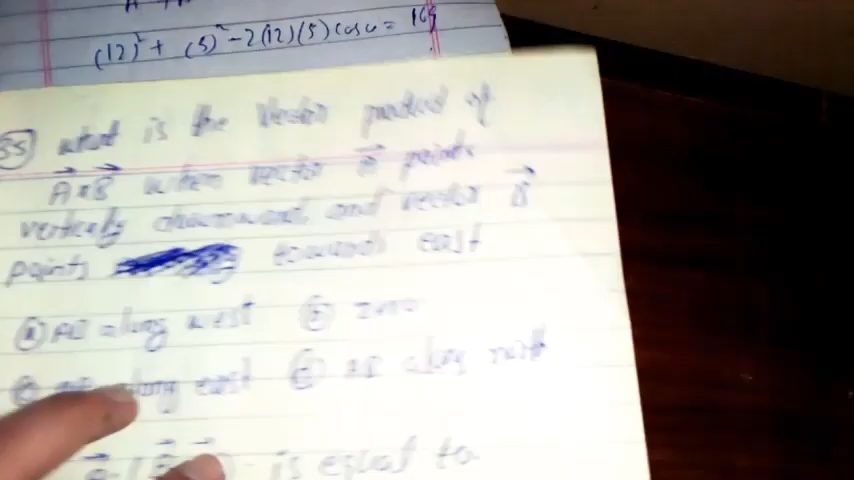 (12)² + (5)² - 2(12)(5) cos α = 169
35 what is the vector product of
A⃗ × B⃗ when vector A⃗ points
vertically downward and vector B⃗
points towards east
ⓐ AB along west ⓑ zero
ⓒ AB along east ⓓ AB along north
is equal to